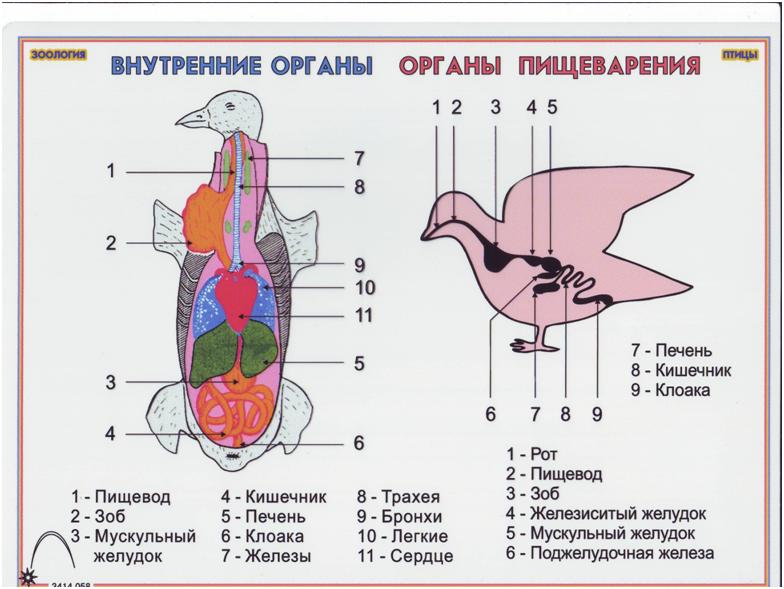 ЗООЛОГИЯ
ПТИЦЫ
ВНУТРЕННИЕ ОРГАНЫ
ОРГАНЫ ПИЩЕВАРЕНИЯ
1
2
3
4
7
8
9
10
11
5
6
1 - Пищевод
2 - Зоб
3 - Мускульный
желудок
4 - Кишечник
5 - Печень
6 - Клоака
7 - Железы
8 - Трахея
9 - Бронхи
10 - Легкие
11 - Сердце
1 2 3 4 5
6 7 8 9
7 - Печень
8 - Кишечник
9 - Клоака
1 - Рот
2 - Пищевод
3 - Зоб
4 - Железиситый желудок
5 - Мускульный желудок
6 - Поджелудочная железа